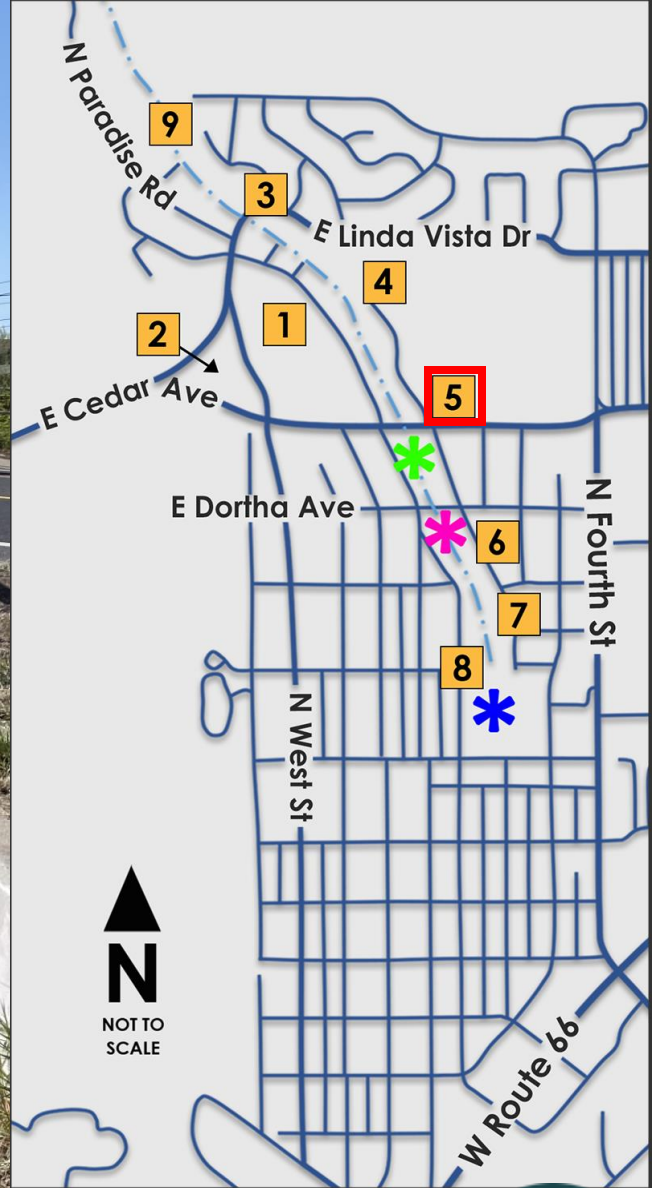 N Paradise Rd
9
3
E Linda Vista Dr
4
1
2
E Cedar Ave
5
E Dortha Ave
N Fourth St
6
7
8
N West St
N
NOT TO
SCALE
W Route 66